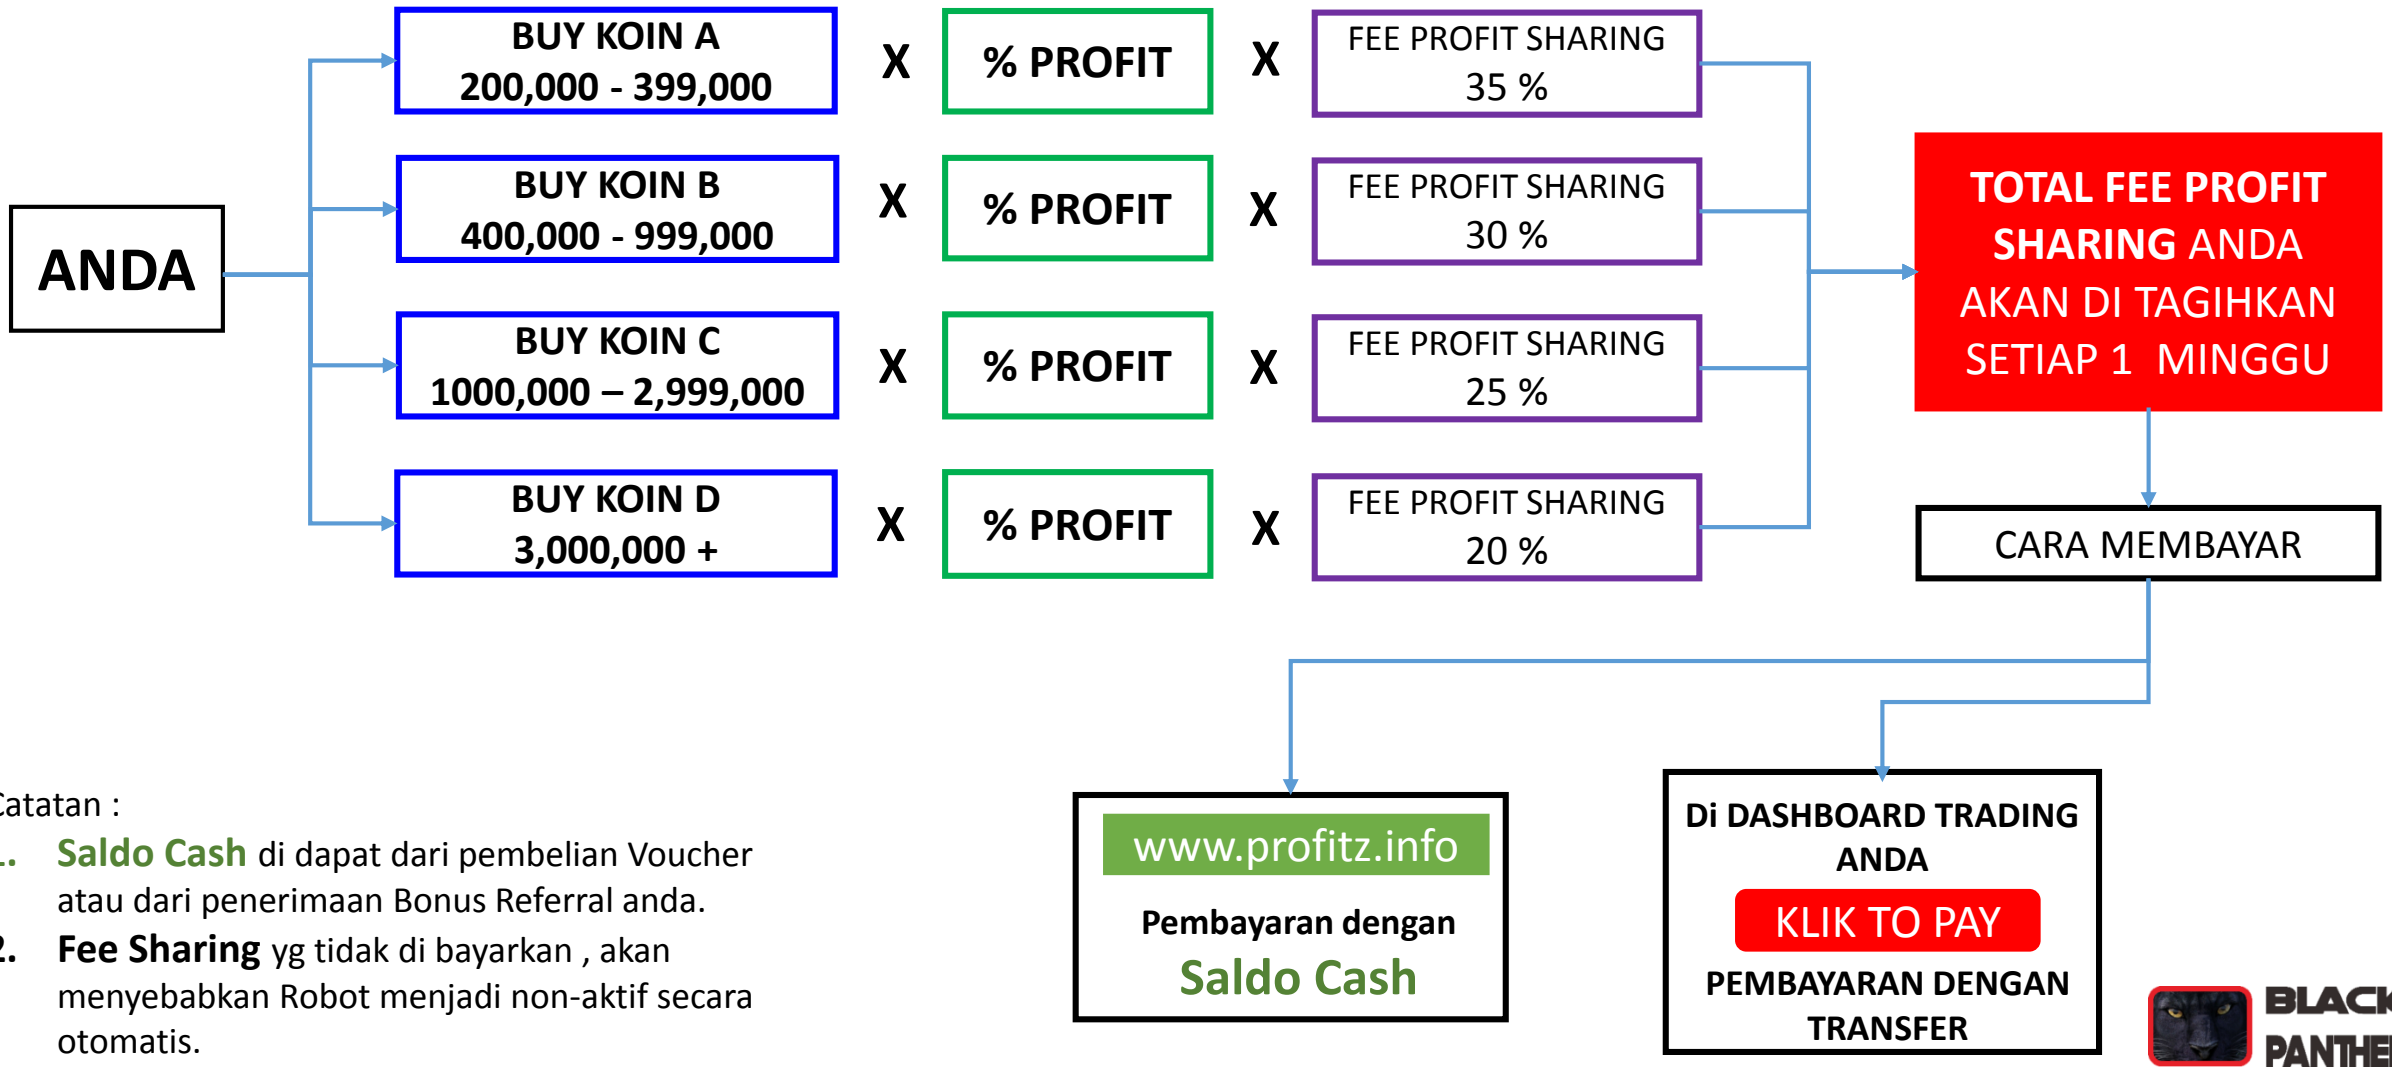 BUY KOIN A
200,000 - 399,000
X
% PROFIT
X
FEE PROFIT SHARING
35 %
BUY KOIN B
400,000 - 999,000
X
% PROFIT
X
FEE PROFIT SHARING
30 %
ANDA
BUY KOIN C
1000,000 – 2,999,000
X
% PROFIT
X
FEE PROFIT SHARING
25 %
BUY KOIN D
3,000,000 +
X
% PROFIT
X
FEE PROFIT SHARING
20 %
TOTAL FEE PROFIT
SHARING ANDA
AKAN DI TAGIHKAN
SETIAP 1 MINGGU
CARA MEMBAYAR
www.profitz.info
Pembayaran dengan
Saldo Cash
Di DASHBOARD TRADING
ANDA
KLIK TO PAY
PEMBAYARAN DENGAN
TRANSFER
Catatan :
1. Saldo Cash di dapat dari pembelian Voucher
atau dari penerimaan Bonus Referral anda.
2. Fee Sharing yg tidak di bayarkan , akan
menyebabkan Robot menjadi non-aktif secara
otomatis.
BLACK
PANTHER